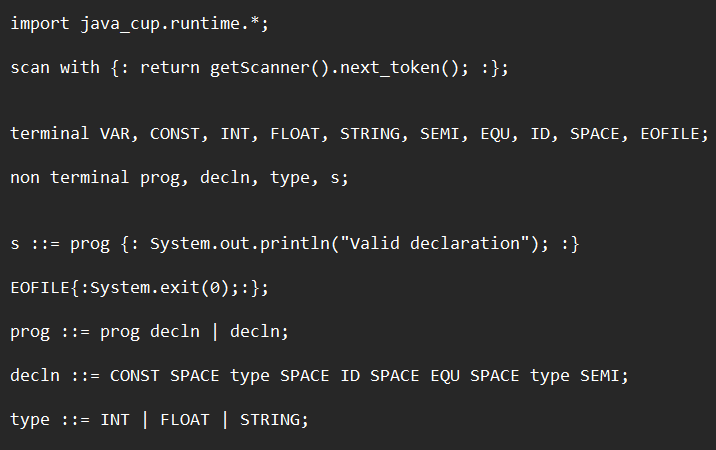 import java_cup.runtime.*;
scan with {: return getScanner().next_token(); :};
terminal VAR, CONST, INT, FLOAT, STRING, SEMI, EQU, ID, SPACE, EOFILE;
non terminal prog, decln, type, s;
s ::= prog {: System.out.println("Valid declaration"); :}
EOFILE{:System.exit(0);:};
prog ::= prog decln | decln;
decln ::= CONST SPACE type SPACE ID SPACE EQU SPACE type SEMI;
type ::= INT | FLOAT | STRING;